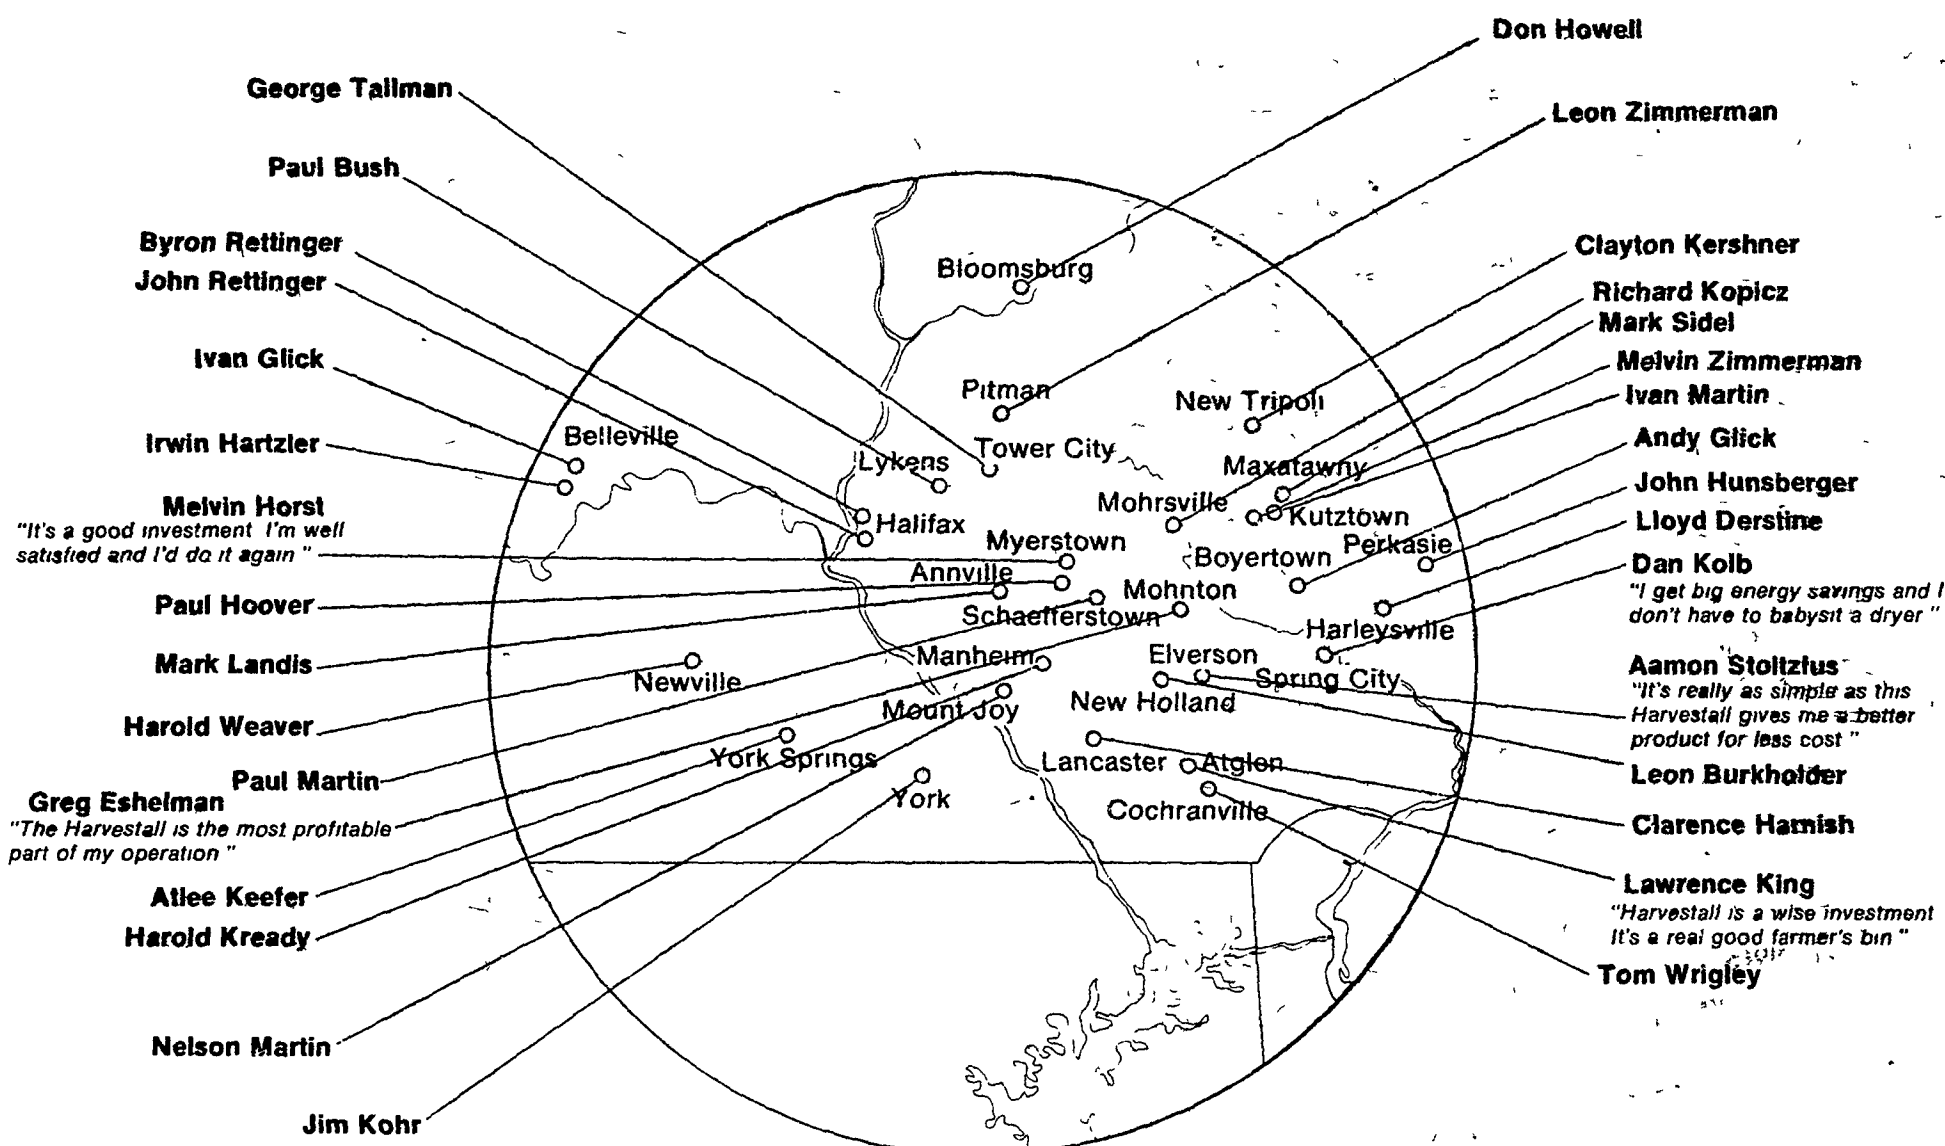 Don Howell
George Tallman
Leon Zimmerman
Paul Bush
Byron Rettinger
John Rettinger
Clayton Kershner
Richard Kopicz
Mark Sidel
Ivan Glick
Melvin Zimmerman
Ivan Martin
Irwin Hartzler
Andy Glick
John Hunsberger
Melvin Horst
"It's a good investment I'm well
satisfied and I'd do it again "
Lloyd Derstine
Dan Kolb
"I get big energy savings and I
don't have to babysit a dryer "
Paul Hoover
Mark Landis
Aamon Stoltzfus
"It's really as simple as this
Harvestall gives me a better
product for less cost "
Harold Weaver
Paul Martin
Leon Burkholder
Greg Eshelman
"The Harvestall is the most profitable
part of my operation "
Clarence Harnish
Atlee Keefer
Lawrence King
"Harvestall is a wise investment
It's a real good farmer's bin "
Harold Kready
Tom Wrigley
Nelson Martin
Jim Kohr
Bloomsburg
Pitman
New Tripoli
Belleville
Lykens
Tower City
Maxatawny
Mohrsville
Kutztown
Halifax
Myerstown
Boyertown
Perkasie
Annville
Mohnton
Schaefferstown
Harleysville
Manheim
Elverson
Newville
Spring City
Mount Joy
New Holland
York Springs
Lancaster
Atglen
York
Cochranville